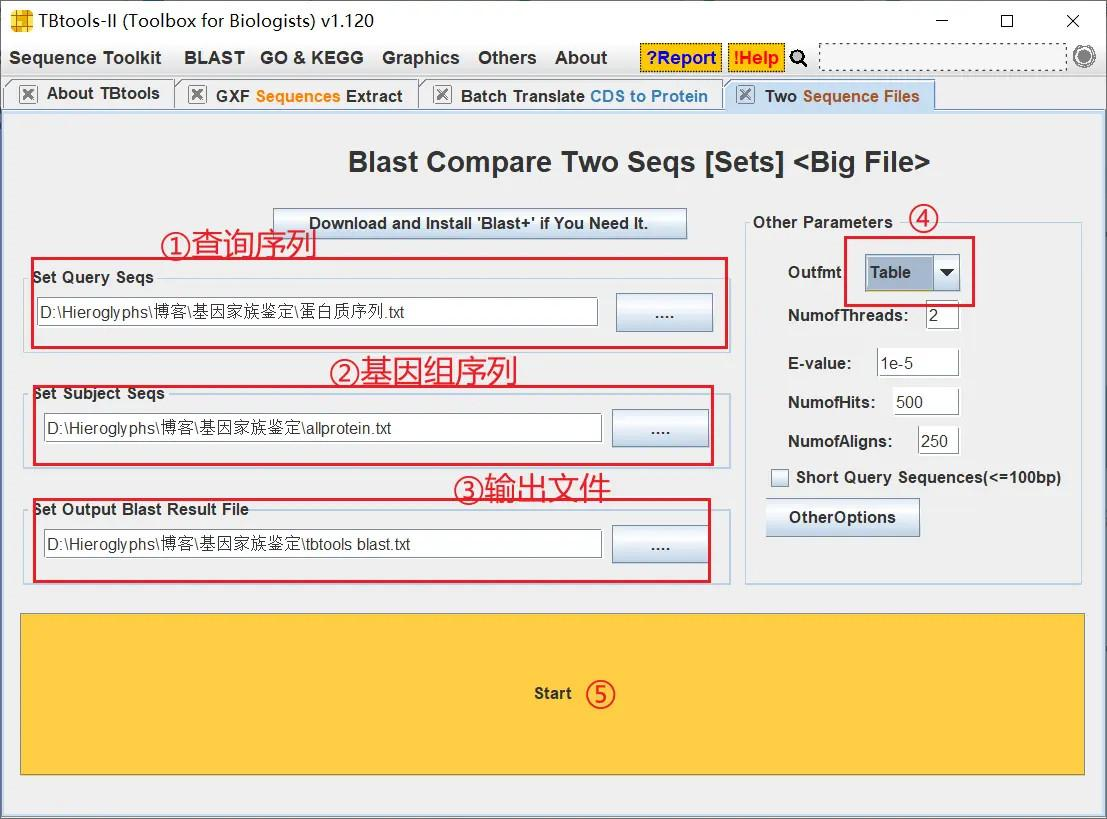 TBtools-II (Toolbox for Biologists) v1.120
Sequence Toolkit BLAST GO & KEGG Graphics Others About ?Report !Help
About TBtools GXF Sequences Extract Batch Translate CDS to Protein Two Sequence Files
Blast Compare Two Seqs [Sets] <Big File>
Download and Install 'Blast+' if You Need It.
①查询序列
Set Query Seqs
D:\Hieroglyphs\博客\基因家族鉴定\蛋白质序列.txt ....
②基因组序列
Set Subject Seqs
D:\Hieroglyphs\博客\基因家族鉴定\allprotein.txt ....
③输出文件
Set Output Blast Result File
D:\Hieroglyphs\博客\基因家族鉴定\tbtools blast.txt ....
Other Parameters ④
Outfmt Table
NumofThreads: 2
E-value: 1e-5
NumofHits: 500
NumofAligns: 250
Short Query Sequences(<=100bp)
OtherOptions
Start ⑤